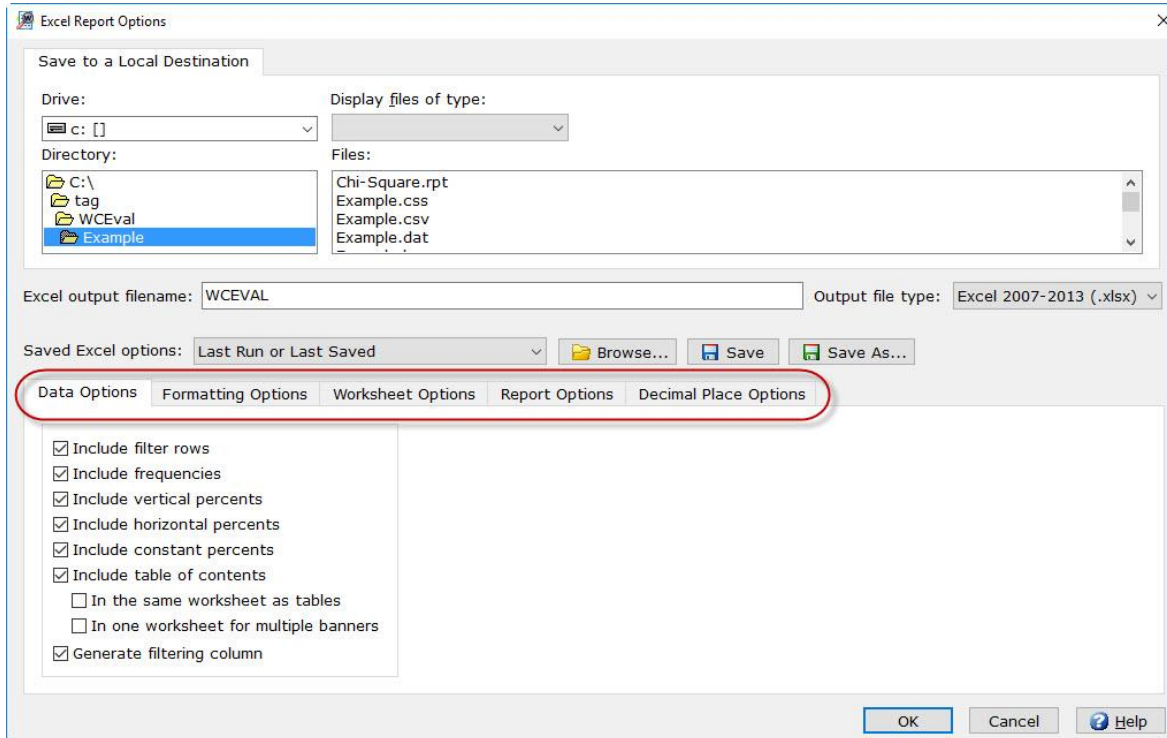 Excel Report Options
Save to a Local Destination
Drive:
Display files of type:
c: []
Directory:
Files:
C:\
tag
WCEval
Example
Chi-Square.rpt
Example.css
Example.csv
Example.dat
Excel output filename: WCEVAL
Output file type: Excel 2007-2013 (.xlsx)
Saved Excel options: Last Run or Last Saved Browse... Save Save As...
Data Options Formatting Options Worksheet Options Report Options Decimal Place Options
Include filter rows
Include frequencies
Include vertical percents
Include horizontal percents
Include constant percents
Include table of contents
In the same worksheet as tables
In one worksheet for multiple banners
Generate filtering column
OK Cancel Help